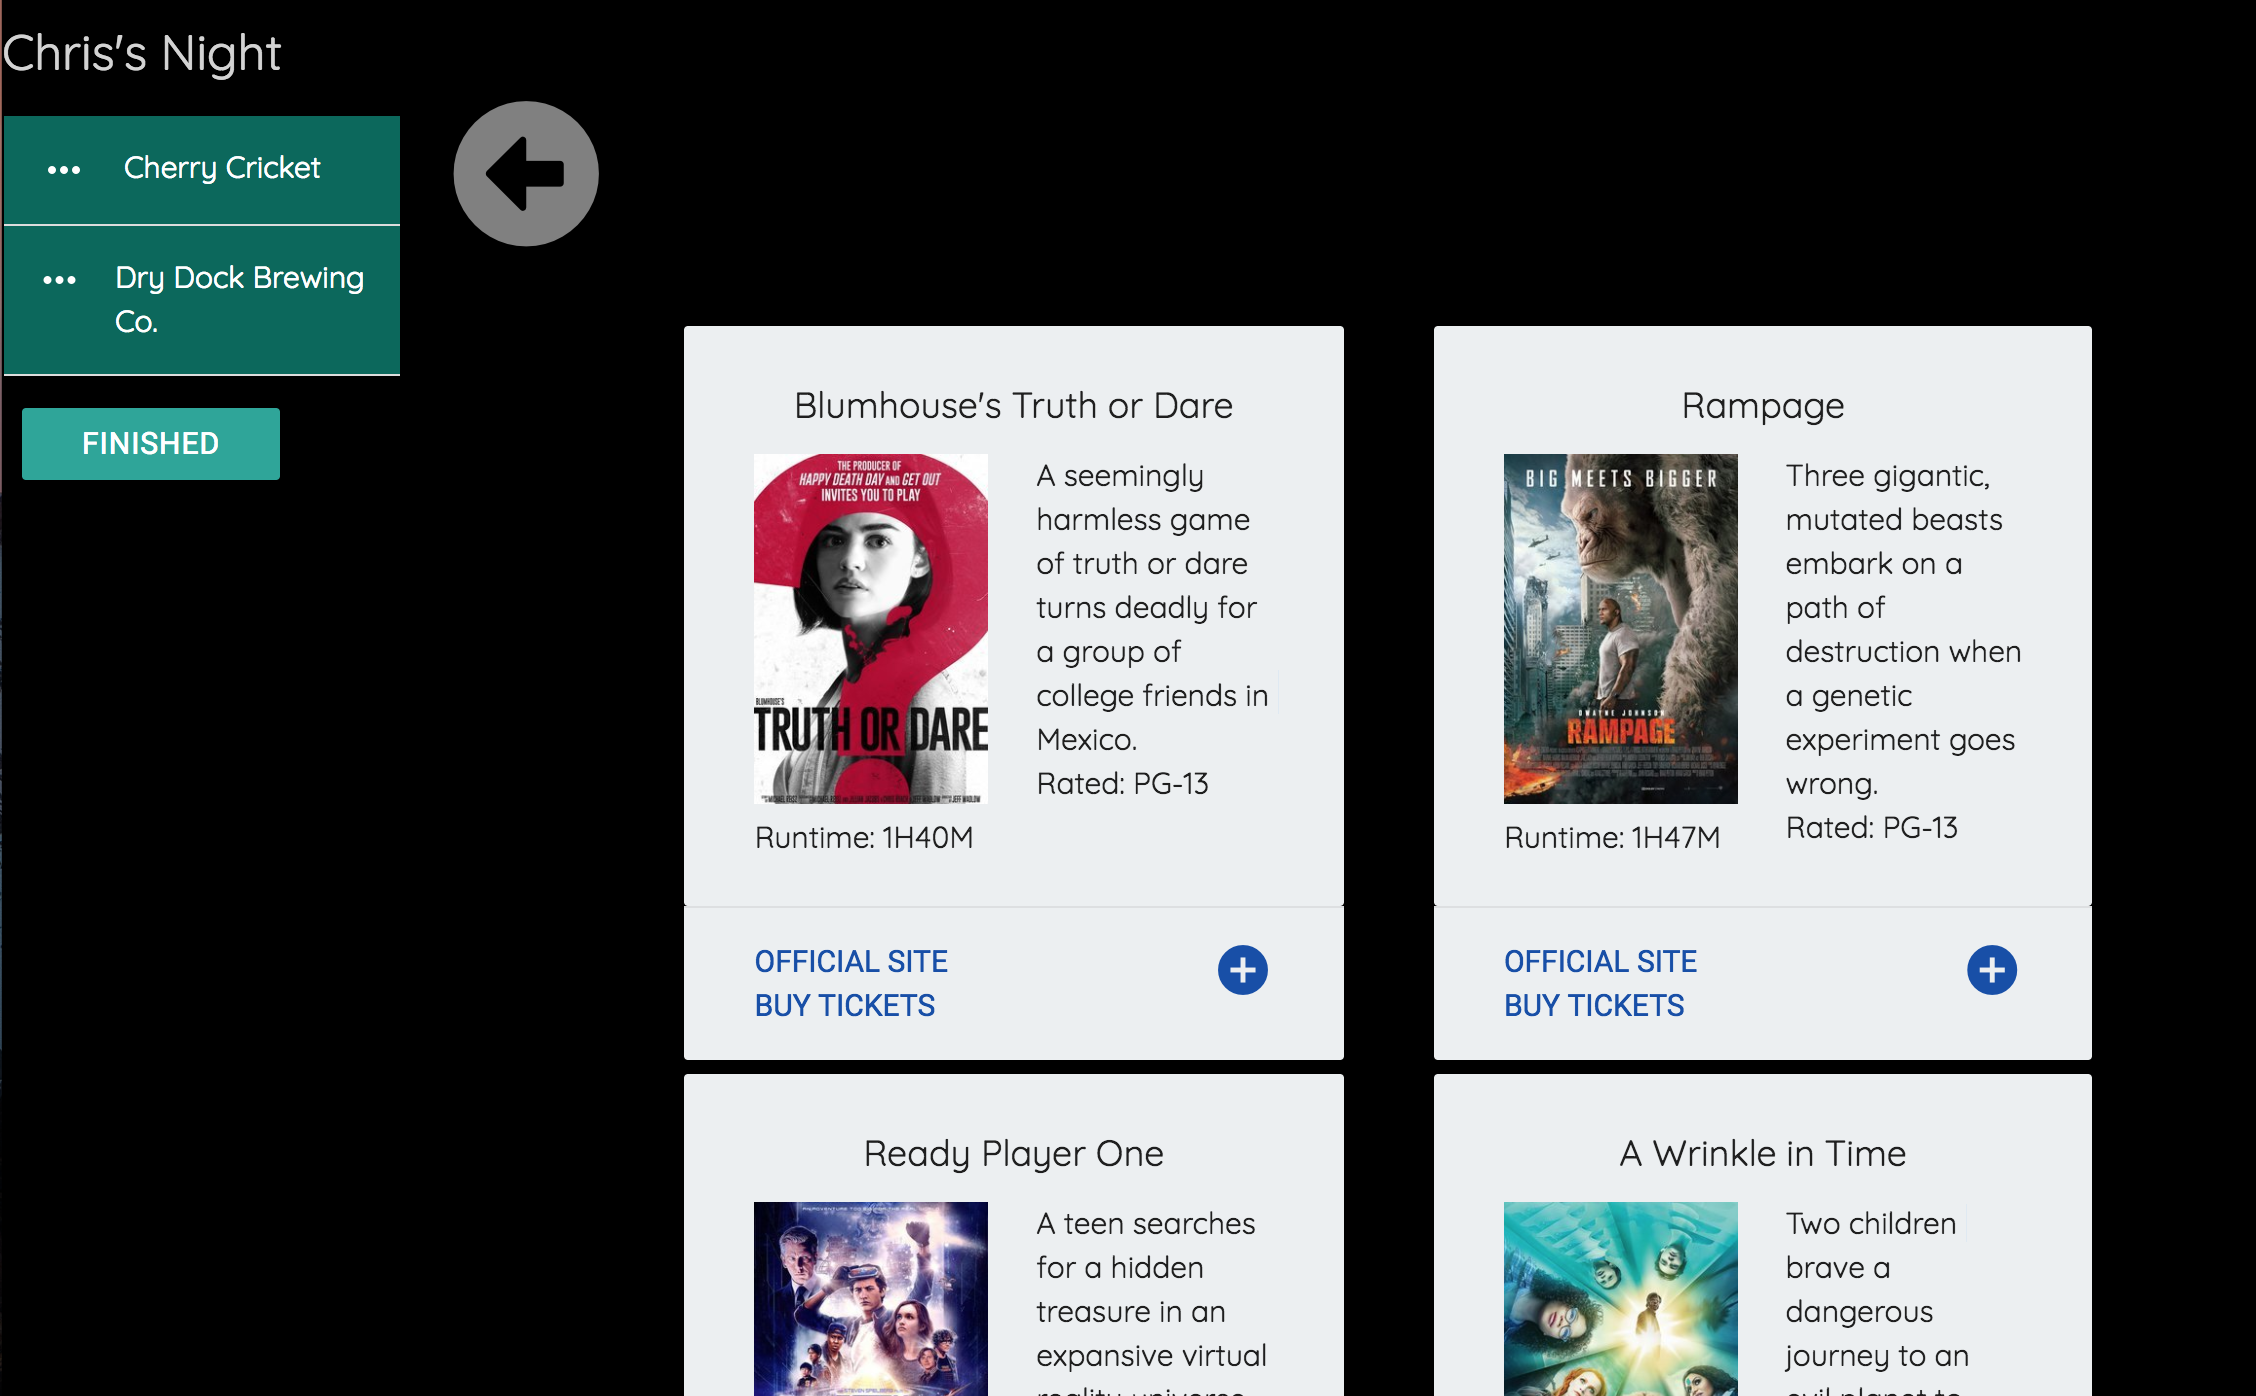 Chris's Night
Cherry Cricket
Dry Dock Brewing
Co.
FINISHED
Blumhouse's Truth or Dare
THE PRODUCER OF
HAPPY DEATH DAY AND GET OUT
INVITES YOU TO PLAY
BLUMHOUSE'S
TRUTH OR DARE
A seemingly
harmless game
of truth or dare
turns deadly for
a group of
college friends in
Mexico.
Rated: PG-13
Runtime: 1H40M
OFFICIAL SITE
BUY TICKETS
Rampage
BIG MEETS BIGGER
DWAYNE JOHNSON
RAMPAGE
Three gigantic,
mutated beasts
embark on a
path of
destruction when
a genetic
experiment goes
wrong.
Rated: PG-13
Runtime: 1H47M
OFFICIAL SITE
BUY TICKETS
Ready Player One
A teen searches
for a hidden
treasure in an
expansive virtual
reality universe
A Wrinkle in Time
Two children
brave a
dangerous
journey to an
evil planet to